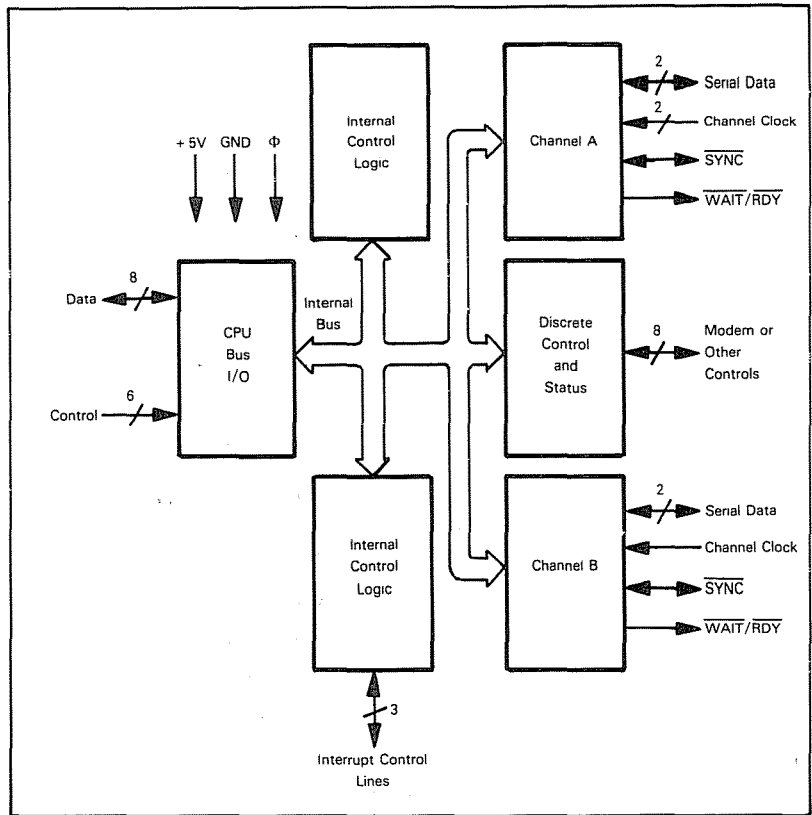 + 5V GND Φ
Data
8
Control
6
CPU
Bus
I/O
Internal
Control
Logic
Internal
Bus
Internal
Control
Logic
3
Interrupt Control
Lines
Channel A
2
Serial Data
2
Channel Clock
SYNC
WAIT/RDY
Discrete
Control
and
Status
8
Modem or
Other
Controls
Channel B
2
Serial Data
Channel Clock
SYNC
WAIT/RDY